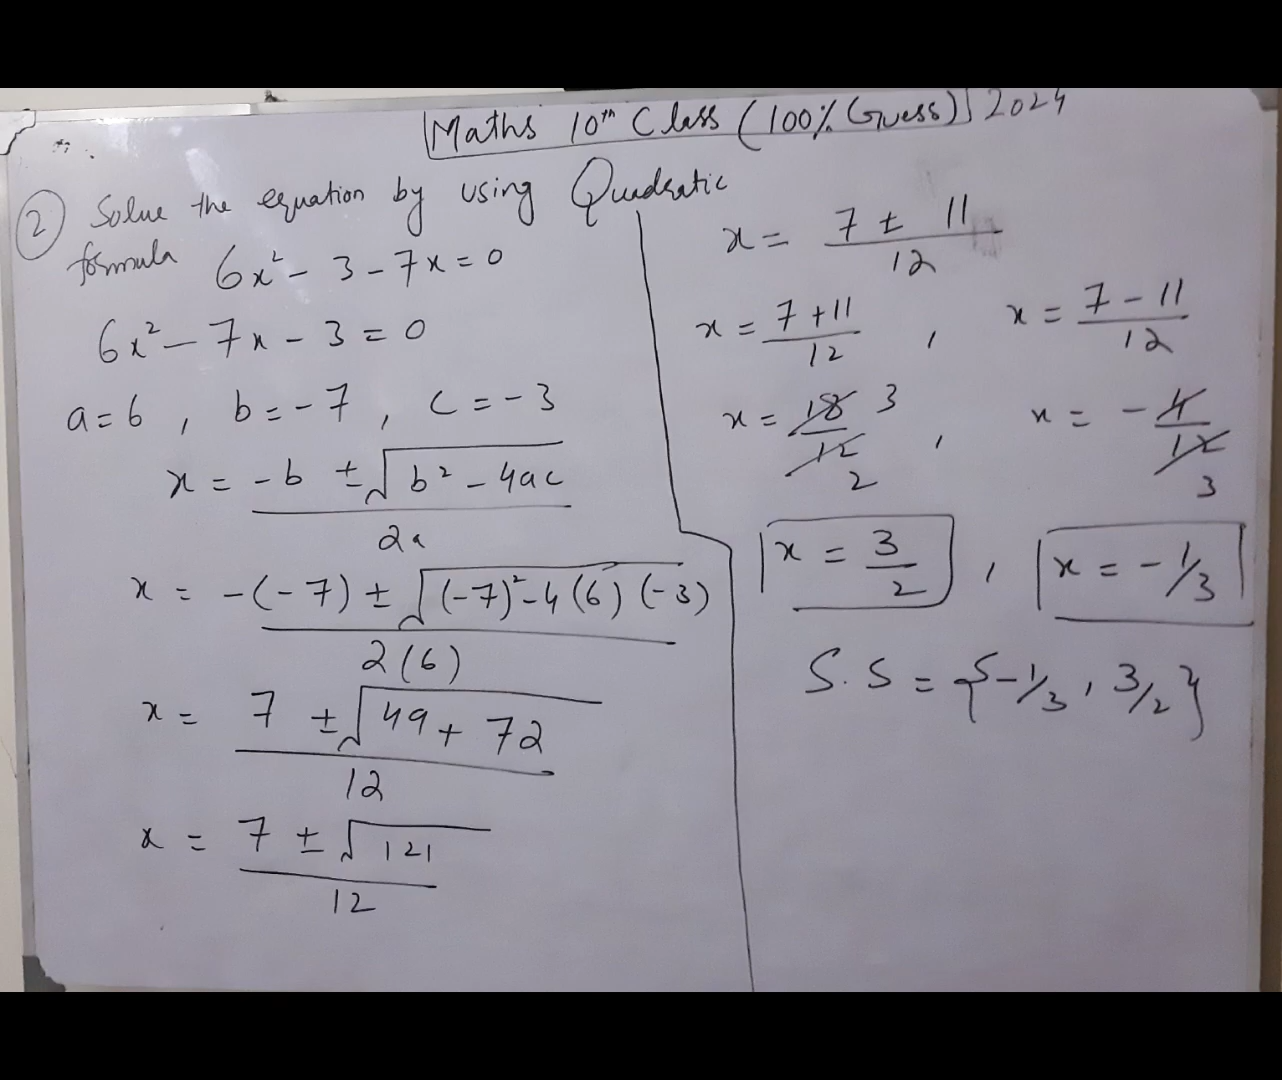 Maths 10th Class (100% Guess) 2024
2 Solve the equation by using Quadratic
formula 6x² - 3 - 7x = 0
6x² - 7x - 3 = 0
a = 6 , b = -7 , c = -3
x = -b ± √b² - 4ac
2a
x = -(-7) ± √(-7)² - 4(6)(-3)
2(6)
x = 7 ± √49 + 72
12
x = 7 ± √121
12
x = 7 ± 11
12
x = 7 + 11 , x = 7 - 11
12 12
x = 18 3 , x = - 4
12 12
2 3
x = 3 , x = -1/3
2
S.S = {-1/3 , 3/2}